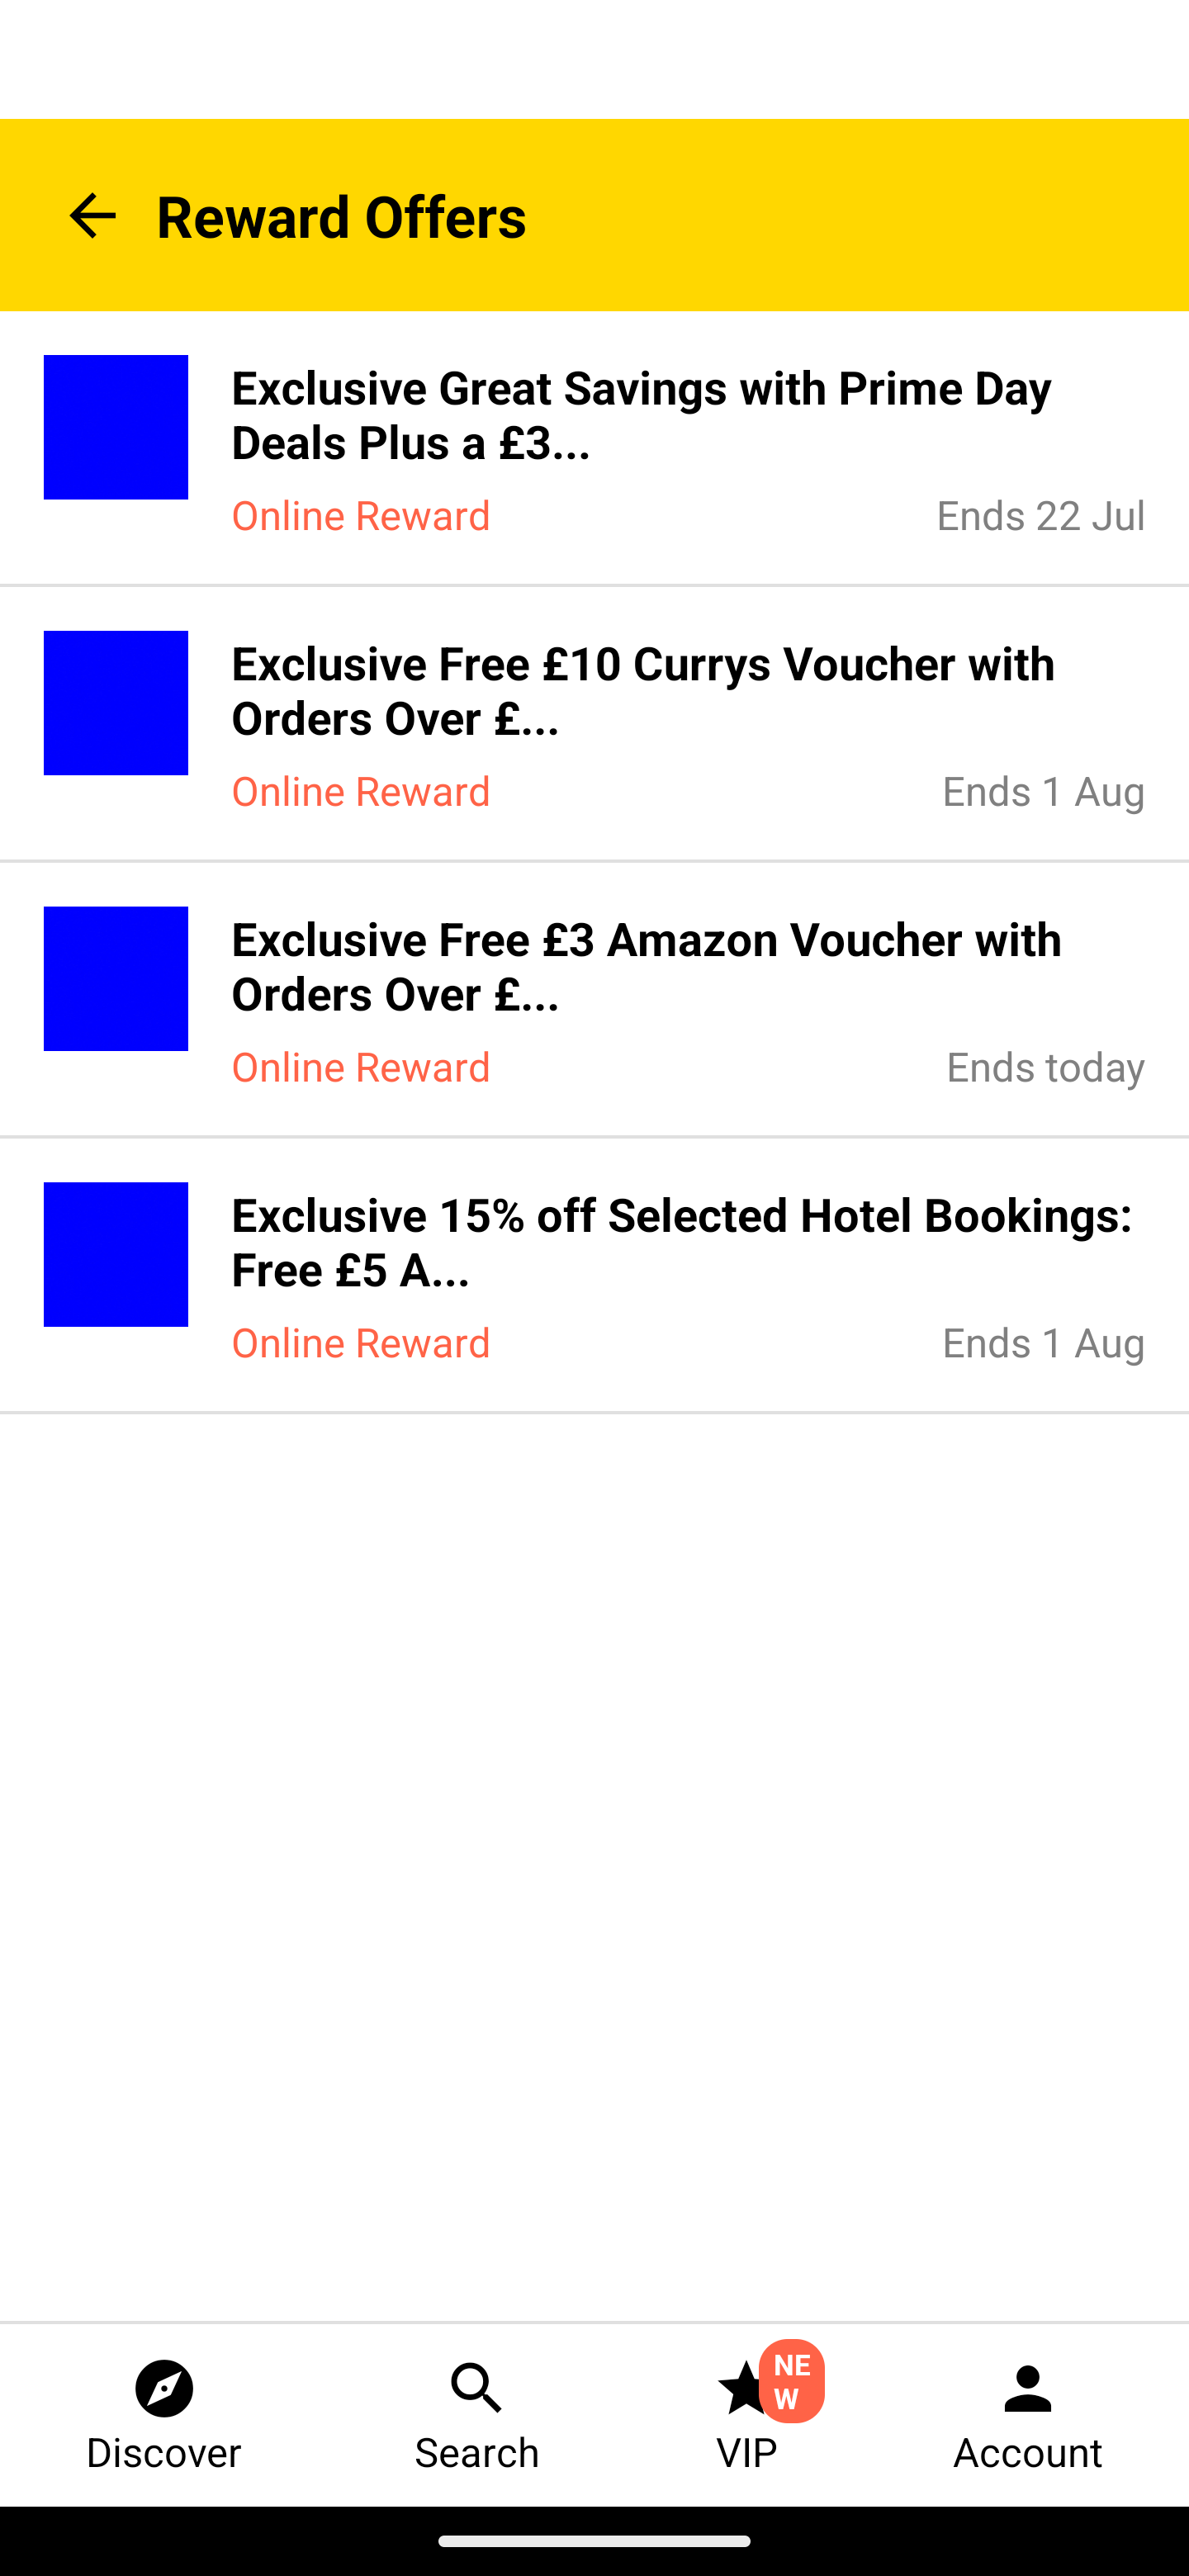 Reward Offers
Exclusive Great Savings with Prime Day
Deals Plus a £3...
Online Reward
Ends 22 Jul
Exclusive Free £10 Currys Voucher with
Orders Over £...
Online Reward
Ends 1 Aug
Exclusive Free £3 Amazon Voucher with
Orders Over £...
Online Reward
Ends today
Exclusive 15% off Selected Hotel Bookings:
Free £5 A...
Online Reward
Ends 1 Aug
NE
W
Discover
Search
VIP
Account